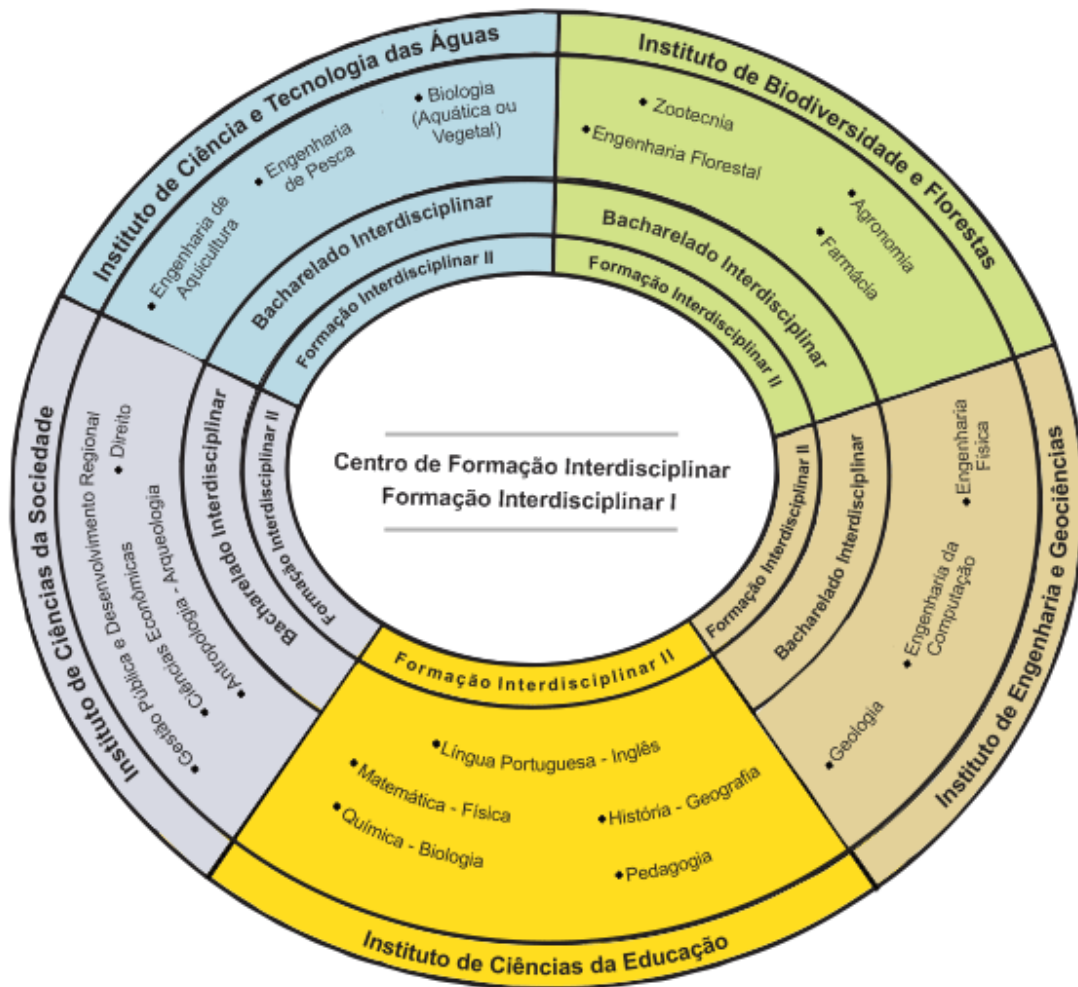 Instituto de Ciência e Tecnologia das Águas
Biologia
(Aquática ou
Vegetal)
Engenharia
de Pesca
Engenharia de
Aquicultura
Bacharelado Interdisciplinar
Formação Interdisciplinar II
Instituto de Biodiversidade e Florestas
Zootecnia
Engenharia Florestal
Agronomia
Farmácia
Bacharelado Interdisciplinar
Formação Interdisciplinar II
Instituto de Engenharia e Geociências
Engenharia
Física
Engenharia da
Computação
Geologia
Bacharelado Interdisciplinar
Formação Interdisciplinar II
Centro de Formação Interdisciplinar
Formação Interdisciplinar I
Instituto de Ciências da Sociedade
Direito
Gestão Pública e Desenvolvimento Regional
Ciências Econômicas
Antropologia - Arqueologia
Bacharelado Interdisciplinar
Formação Interdisciplinar II
Formação Interdisciplinar II
Língua Portuguesa - Inglês
Matemática - Física
História - Geografia
Química - Biologia
Pedagogia
Instituto de Ciências da Educação